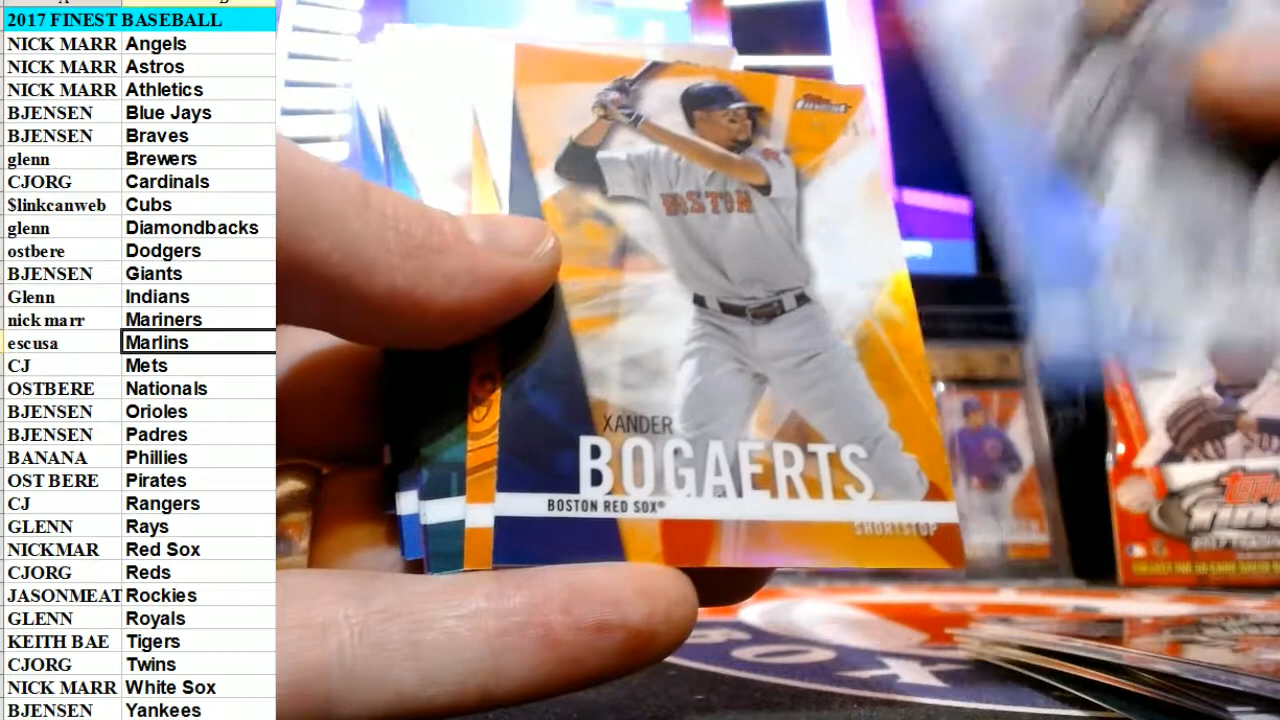 2017 FINEST BASEBALL
NICK MARR Angels
NICK MARR Astros
NICK MARR Athletics
BJENSEN Blue Jays
BJENSEN Braves
glenn Brewers
CJORG Cardinals
$linkcanweb Cubs
glenn Diamondbacks
ostbere Dodgers
BJENSEN Giants
Glenn Indians
nick marr Mariners
escusa Marlins
CJ Mets
OSTBERE Nationals
BJENSEN Orioles
BJENSEN Padres
BANANA Phillies
OST BERE Pirates
CJ Rangers
GLENN Rays
NICKMAR Red Sox
CJORG Reds
JASONMEAT Rockies
GLENN Royals
KEITH BAE Tigers
CJORG Twins
NICK MARR White Sox
BJENSEN Yankees
Finest
BOSTON
XANDER
BOGAERTS
BOSTON RED SOX®
SHORTSTOP
Topps
BOX